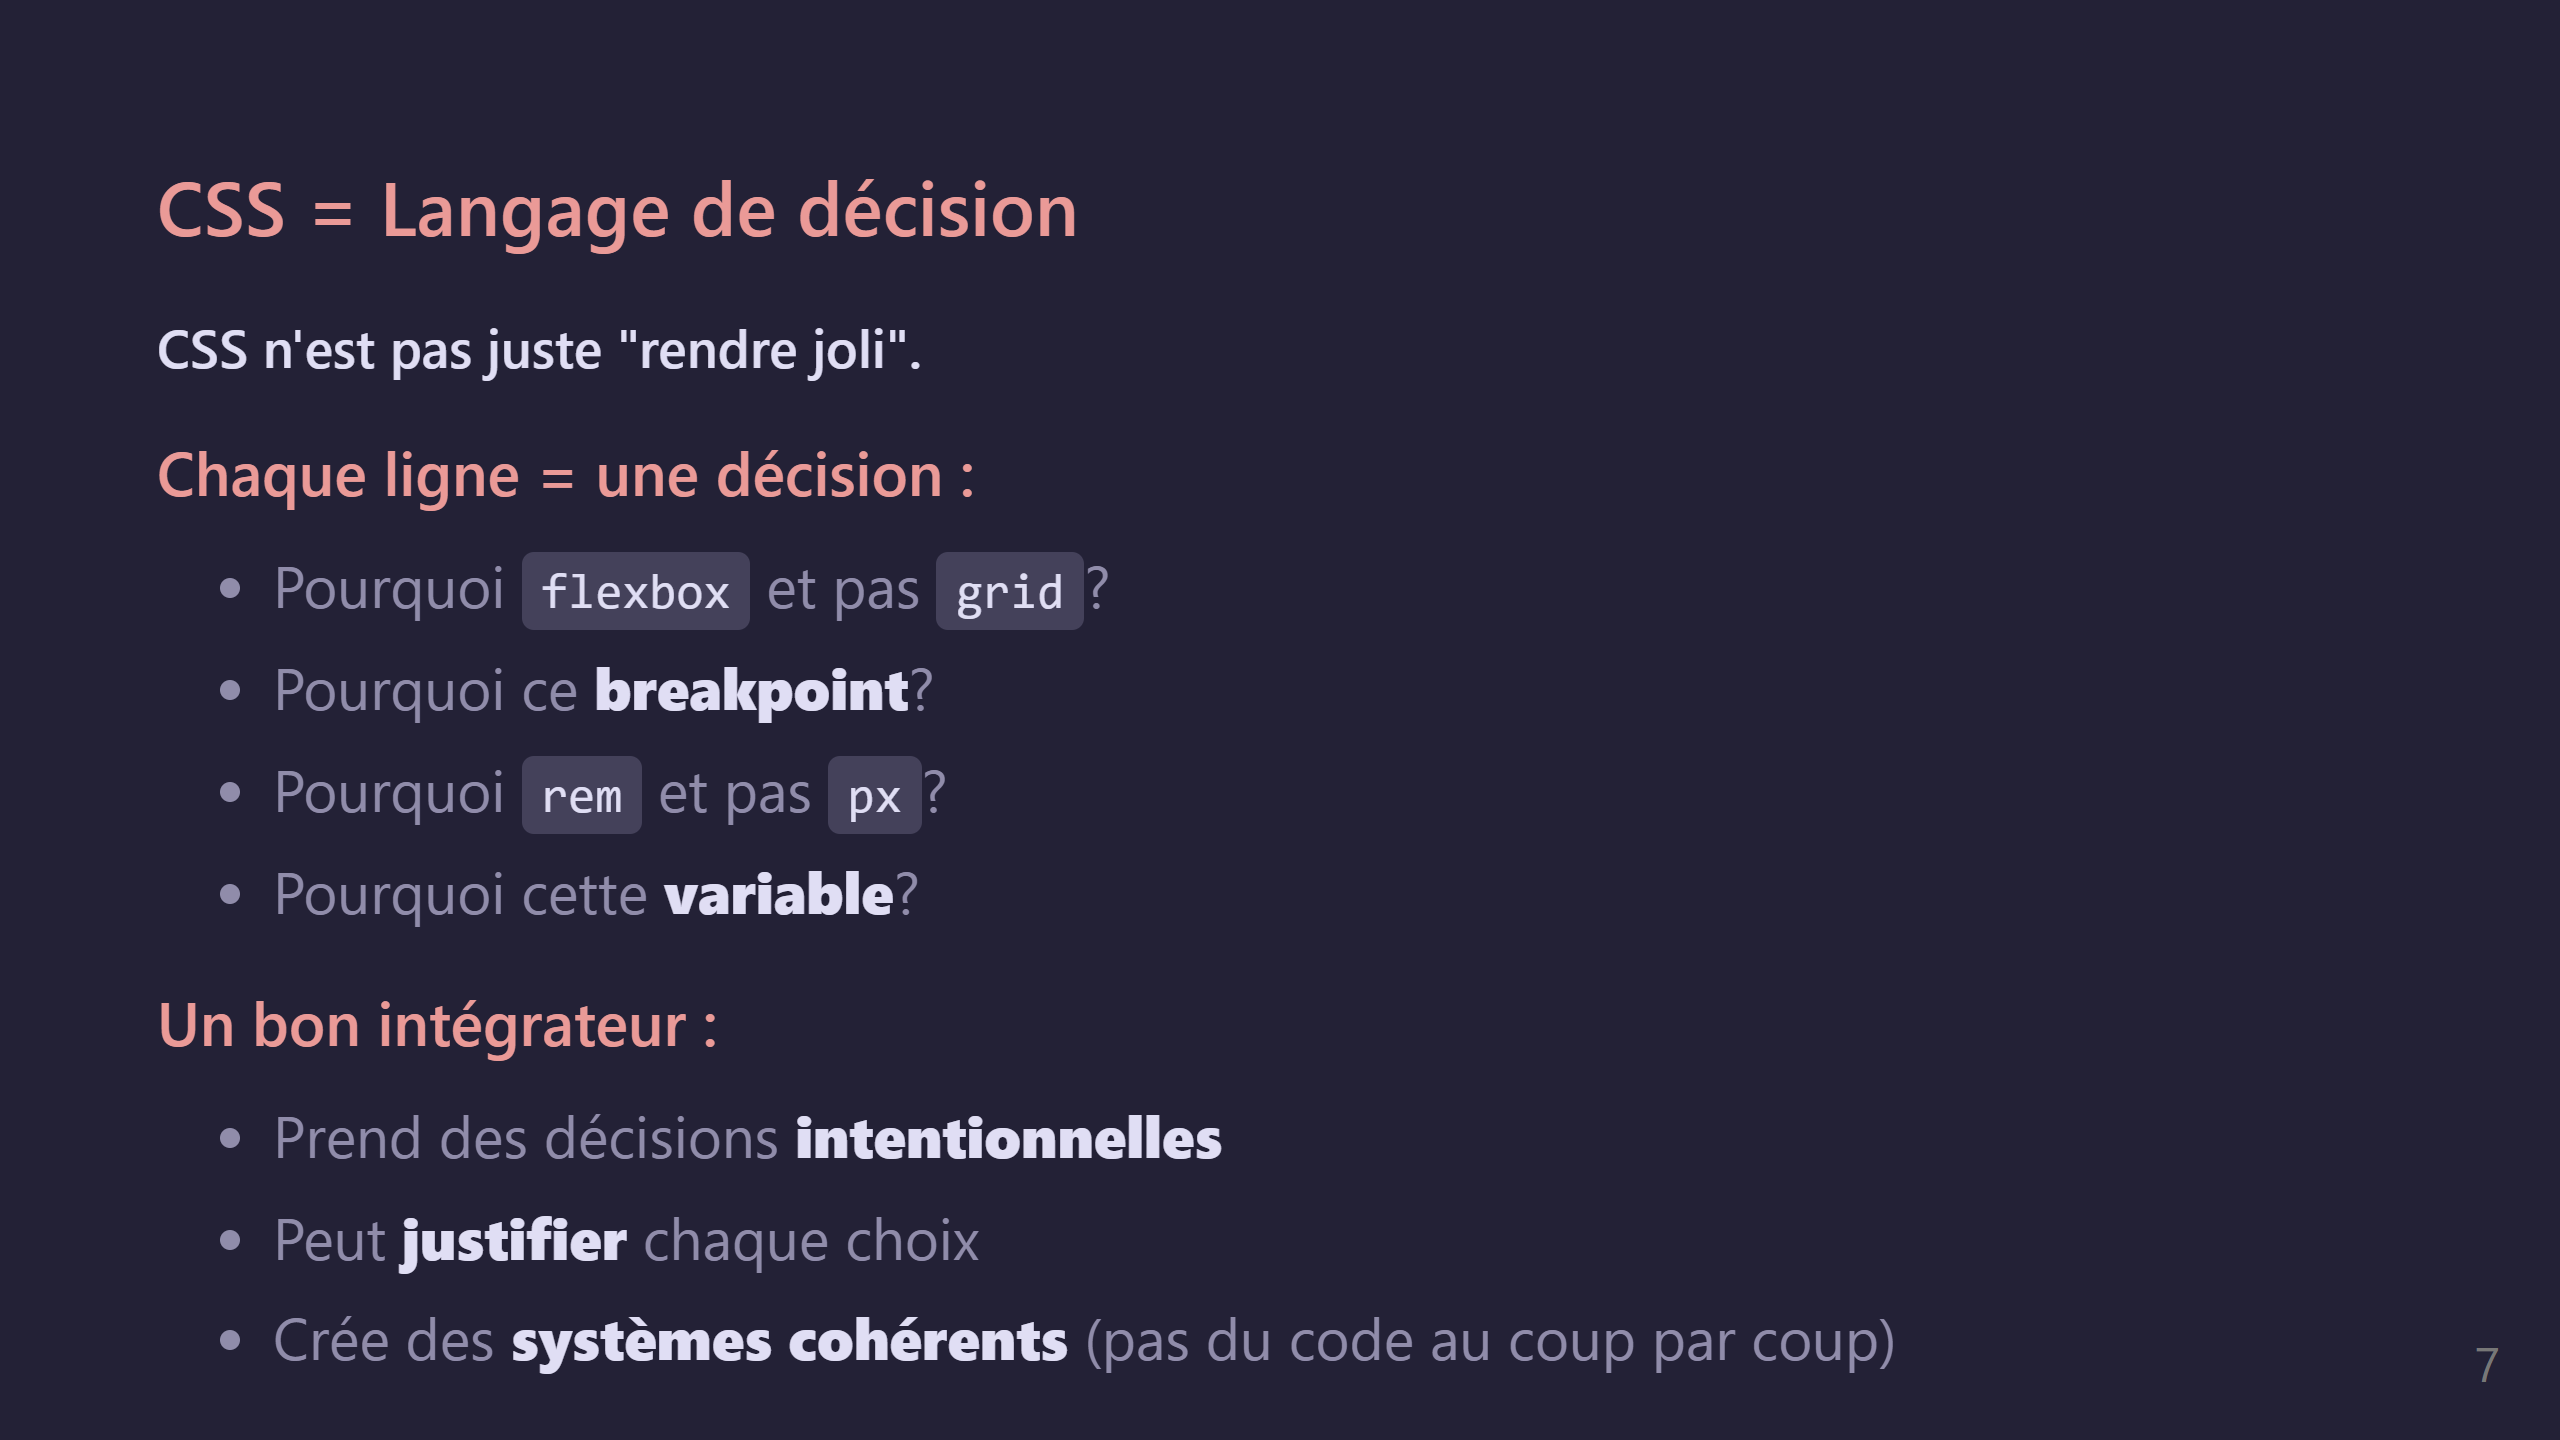 CSS = Langage de décision
CSS n'est pas juste "rendre joli".
Chaque ligne = une décision :
Pourquoi flexbox et pas grid?
Pourquoi ce breakpoint?
Pourquoi rem et pas px?
Pourquoi cette variable?
Un bon intégrateur :
Prend des décisions intentionnelles
Peut justifier chaque choix
Crée des systèmes cohérents (pas du code au coup par coup)
7